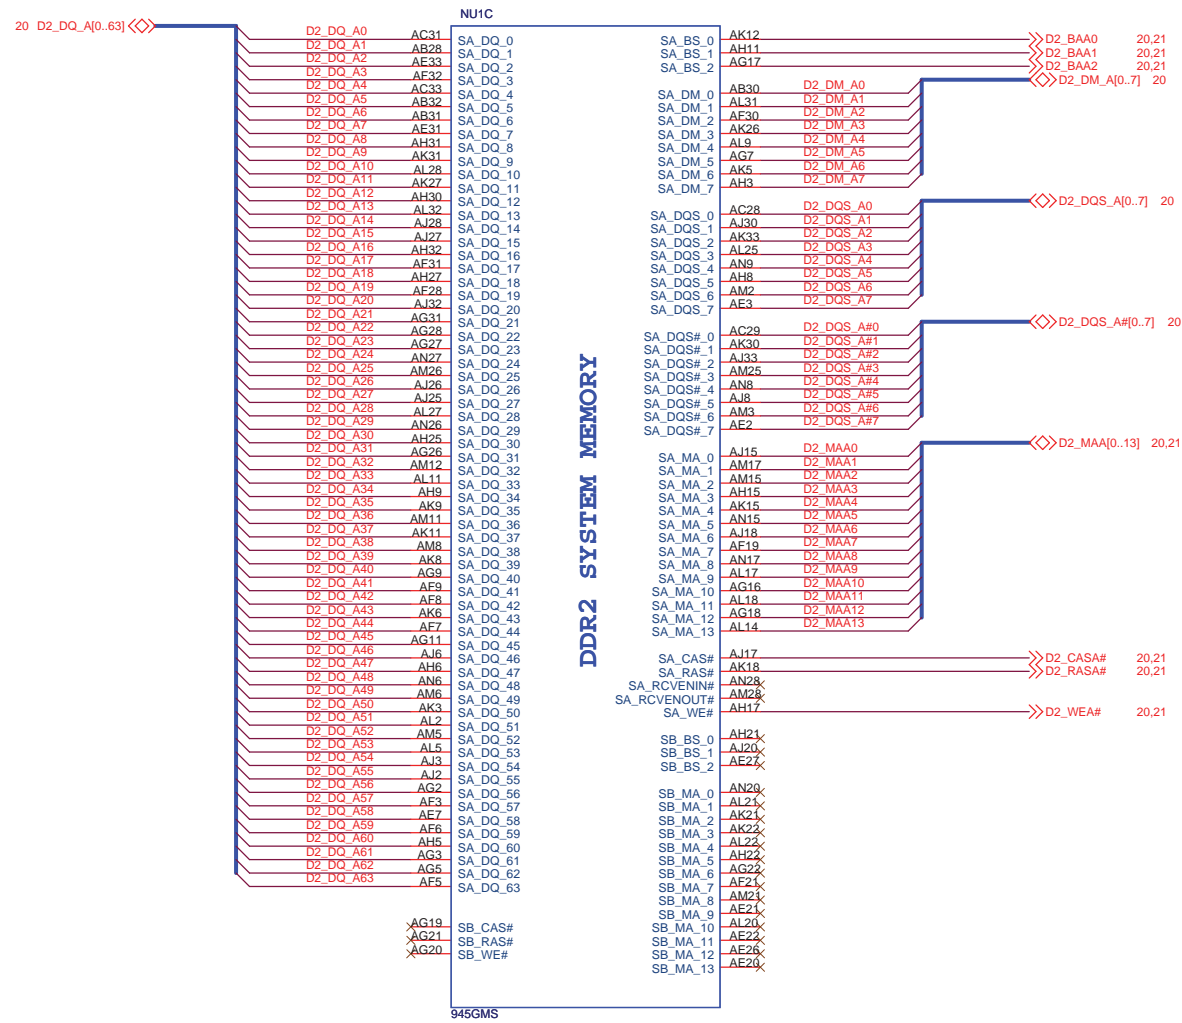 NU1C
20 D2_DQ_A[0..63]
D2_DQ_A0 AC31 SA_DQ_0
D2_DQ_A1 AB28 SA_DQ_1
D2_DQ_A2 AE33 SA_DQ_2
D2_DQ_A3 AF32 SA_DQ_3
D2_DQ_A4 AC33 SA_DQ_4
D2_DQ_A5 AB32 SA_DQ_5
D2_DQ_A6 AB31 SA_DQ_6
D2_DQ_A7 AE31 SA_DQ_7
D2_DQ_A8 AH31 SA_DQ_8
D2_DQ_A9 AK31 SA_DQ_9
D2_DQ_A10 AL28 SA_DQ_10
D2_DQ_A11 AK27 SA_DQ_11
D2_DQ_A12 AH30 SA_DQ_12
D2_DQ_A13 AL32 SA_DQ_13
D2_DQ_A14 AJ28 SA_DQ_14
D2_DQ_A15 AJ27 SA_DQ_15
D2_DQ_A16 AH32 SA_DQ_16
D2_DQ_A17 AF31 SA_DQ_17
D2_DQ_A18 AH27 SA_DQ_18
D2_DQ_A19 AF28 SA_DQ_19
D2_DQ_A20 AJ32 SA_DQ_20
D2_DQ_A21 AG31 SA_DQ_21
D2_DQ_A22 AG28 SA_DQ_22
D2_DQ_A23 AG27 SA_DQ_23
D2_DQ_A24 AN27 SA_DQ_24
D2_DQ_A25 AM26 SA_DQ_25
D2_DQ_A26 AJ26 SA_DQ_26
D2_DQ_A27 AJ25 SA_DQ_27
D2_DQ_A28 AL27 SA_DQ_28
D2_DQ_A29 AN26 SA_DQ_29
D2_DQ_A30 AH25 SA_DQ_30
D2_DQ_A31 AG26 SA_DQ_31
D2_DQ_A32 AM12 SA_DQ_32
D2_DQ_A33 AL11 SA_DQ_33
D2_DQ_A34 AH9 SA_DQ_34
D2_DQ_A35 AK9 SA_DQ_35
D2_DQ_A36 AM11 SA_DQ_36
D2_DQ_A37 AK11 SA_DQ_37
D2_DQ_A38 AM8 SA_DQ_38
D2_DQ_A39 AK8 SA_DQ_39
D2_DQ_A40 AG9 SA_DQ_40
D2_DQ_A41 AF9 SA_DQ_41
D2_DQ_A42 AF8 SA_DQ_42
D2_DQ_A43 AK6 SA_DQ_43
D2_DQ_A44 AF7 SA_DQ_44
D2_DQ_A45 AG11 SA_DQ_45
D2_DQ_A46 AJ6 SA_DQ_46
D2_DQ_A47 AH6 SA_DQ_47
D2_DQ_A48 AN6 SA_DQ_48
D2_DQ_A49 AM6 SA_DQ_49
D2_DQ_A50 AK3 SA_DQ_50
D2_DQ_A51 AL2 SA_DQ_51
D2_DQ_A52 AM5 SA_DQ_52
D2_DQ_A53 AL5 SA_DQ_53
D2_DQ_A54 AJ3 SA_DQ_54
D2_DQ_A55 AJ2 SA_DQ_55
D2_DQ_A56 AG2 SA_DQ_56
D2_DQ_A57 AF3 SA_DQ_57
D2_DQ_A58 AE7 SA_DQ_58
D2_DQ_A59 AF6 SA_DQ_59
D2_DQ_A60 AH5 SA_DQ_60
D2_DQ_A61 AG3 SA_DQ_61
D2_DQ_A62 AG5 SA_DQ_62
D2_DQ_A63 AF5 SA_DQ_63
AG19 SB_CAS#
AG21 SB_RAS#
AG20 SB_WE#
DDR2 SYSTEM MEMORY
SA_BS_0 AK12 D2_BAA0 20,21
SA_BS_1 AH11 D2_BAA1 20,21
SA_BS_2 AG17 D2_BAA2 20,21
D2_DM_A[0..7] 20
SA_DM_0 AB30 D2_DM_A0
SA_DM_1 AL31 D2_DM_A1
SA_DM_2 AF30 D2_DM_A2
SA_DM_3 AK26 D2_DM_A3
SA_DM_4 AL9 D2_DM_A4
SA_DM_5 AG7 D2_DM_A5
SA_DM_6 AK5 D2_DM_A6
SA_DM_7 AH3 D2_DM_A7
D2_DQS_A[0..7] 20
SA_DQS_0 AC28 D2_DQS_A0
SA_DQS_1 AJ30 D2_DQS_A1
SA_DQS_2 AK33 D2_DQS_A2
SA_DQS_3 AL25 D2_DQS_A3
SA_DQS_4 AN9 D2_DQS_A4
SA_DQS_5 AH8 D2_DQS_A5
SA_DQS_6 AM2 D2_DQS_A6
SA_DQS_7 AE3 D2_DQS_A7
D2_DQS_A#[0..7] 20
SA_DQS#_0 AC29 D2_DQS_A#0
SA_DQS#_1 AK30 D2_DQS_A#1
SA_DQS#_2 AJ33 D2_DQS_A#2
SA_DQS#_3 AM25 D2_DQS_A#3
SA_DQS#_4 AN8 D2_DQS_A#4
SA_DQS#_5 AJ8 D2_DQS_A#5
SA_DQS#_6 AM3 D2_DQS_A#6
SA_DQS#_7 AE2 D2_DQS_A#7
D2_MAA[0..13] 20,21
SA_MA_0 AJ15 D2_MAA0
SA_MA_1 AM17 D2_MAA1
SA_MA_2 AM15 D2_MAA2
SA_MA_3 AH15 D2_MAA3
SA_MA_4 AK15 D2_MAA4
SA_MA_5 AN15 D2_MAA5
SA_MA_6 AJ18 D2_MAA6
SA_MA_7 AF19 D2_MAA7
SA_MA_8 AN17 D2_MAA8
SA_MA_9 AL17 D2_MAA9
SA_MA_10 AG16 D2_MAA10
SA_MA_11 AL18 D2_MAA11
SA_MA_12 AG18 D2_MAA12
SA_MA_13 AL14 D2_MAA13
SA_CAS# AJ17 D2_CASA# 20,21
SA_RAS# AK18 D2_RASA# 20,21
SA_RCVENIN# AN28
SA_RCVENOUT# AM28
SA_WE# AH17 D2_WEA# 20,21
SB_BS_0 AH21
SB_BS_1 AJ20
SB_BS_2 AE27
SB_MA_0 AN20
SB_MA_1 AL21
SB_MA_2 AK21
SB_MA_3 AK22
SB_MA_4 AL22
SB_MA_5 AH22
SB_MA_6 AG22
SB_MA_7 AF21
SB_MA_8 AM21
SB_MA_9 AE21
SB_MA_10 AL20
SB_MA_11 AE22
SB_MA_12 AE26
SB_MA_13 AE20
945GMS